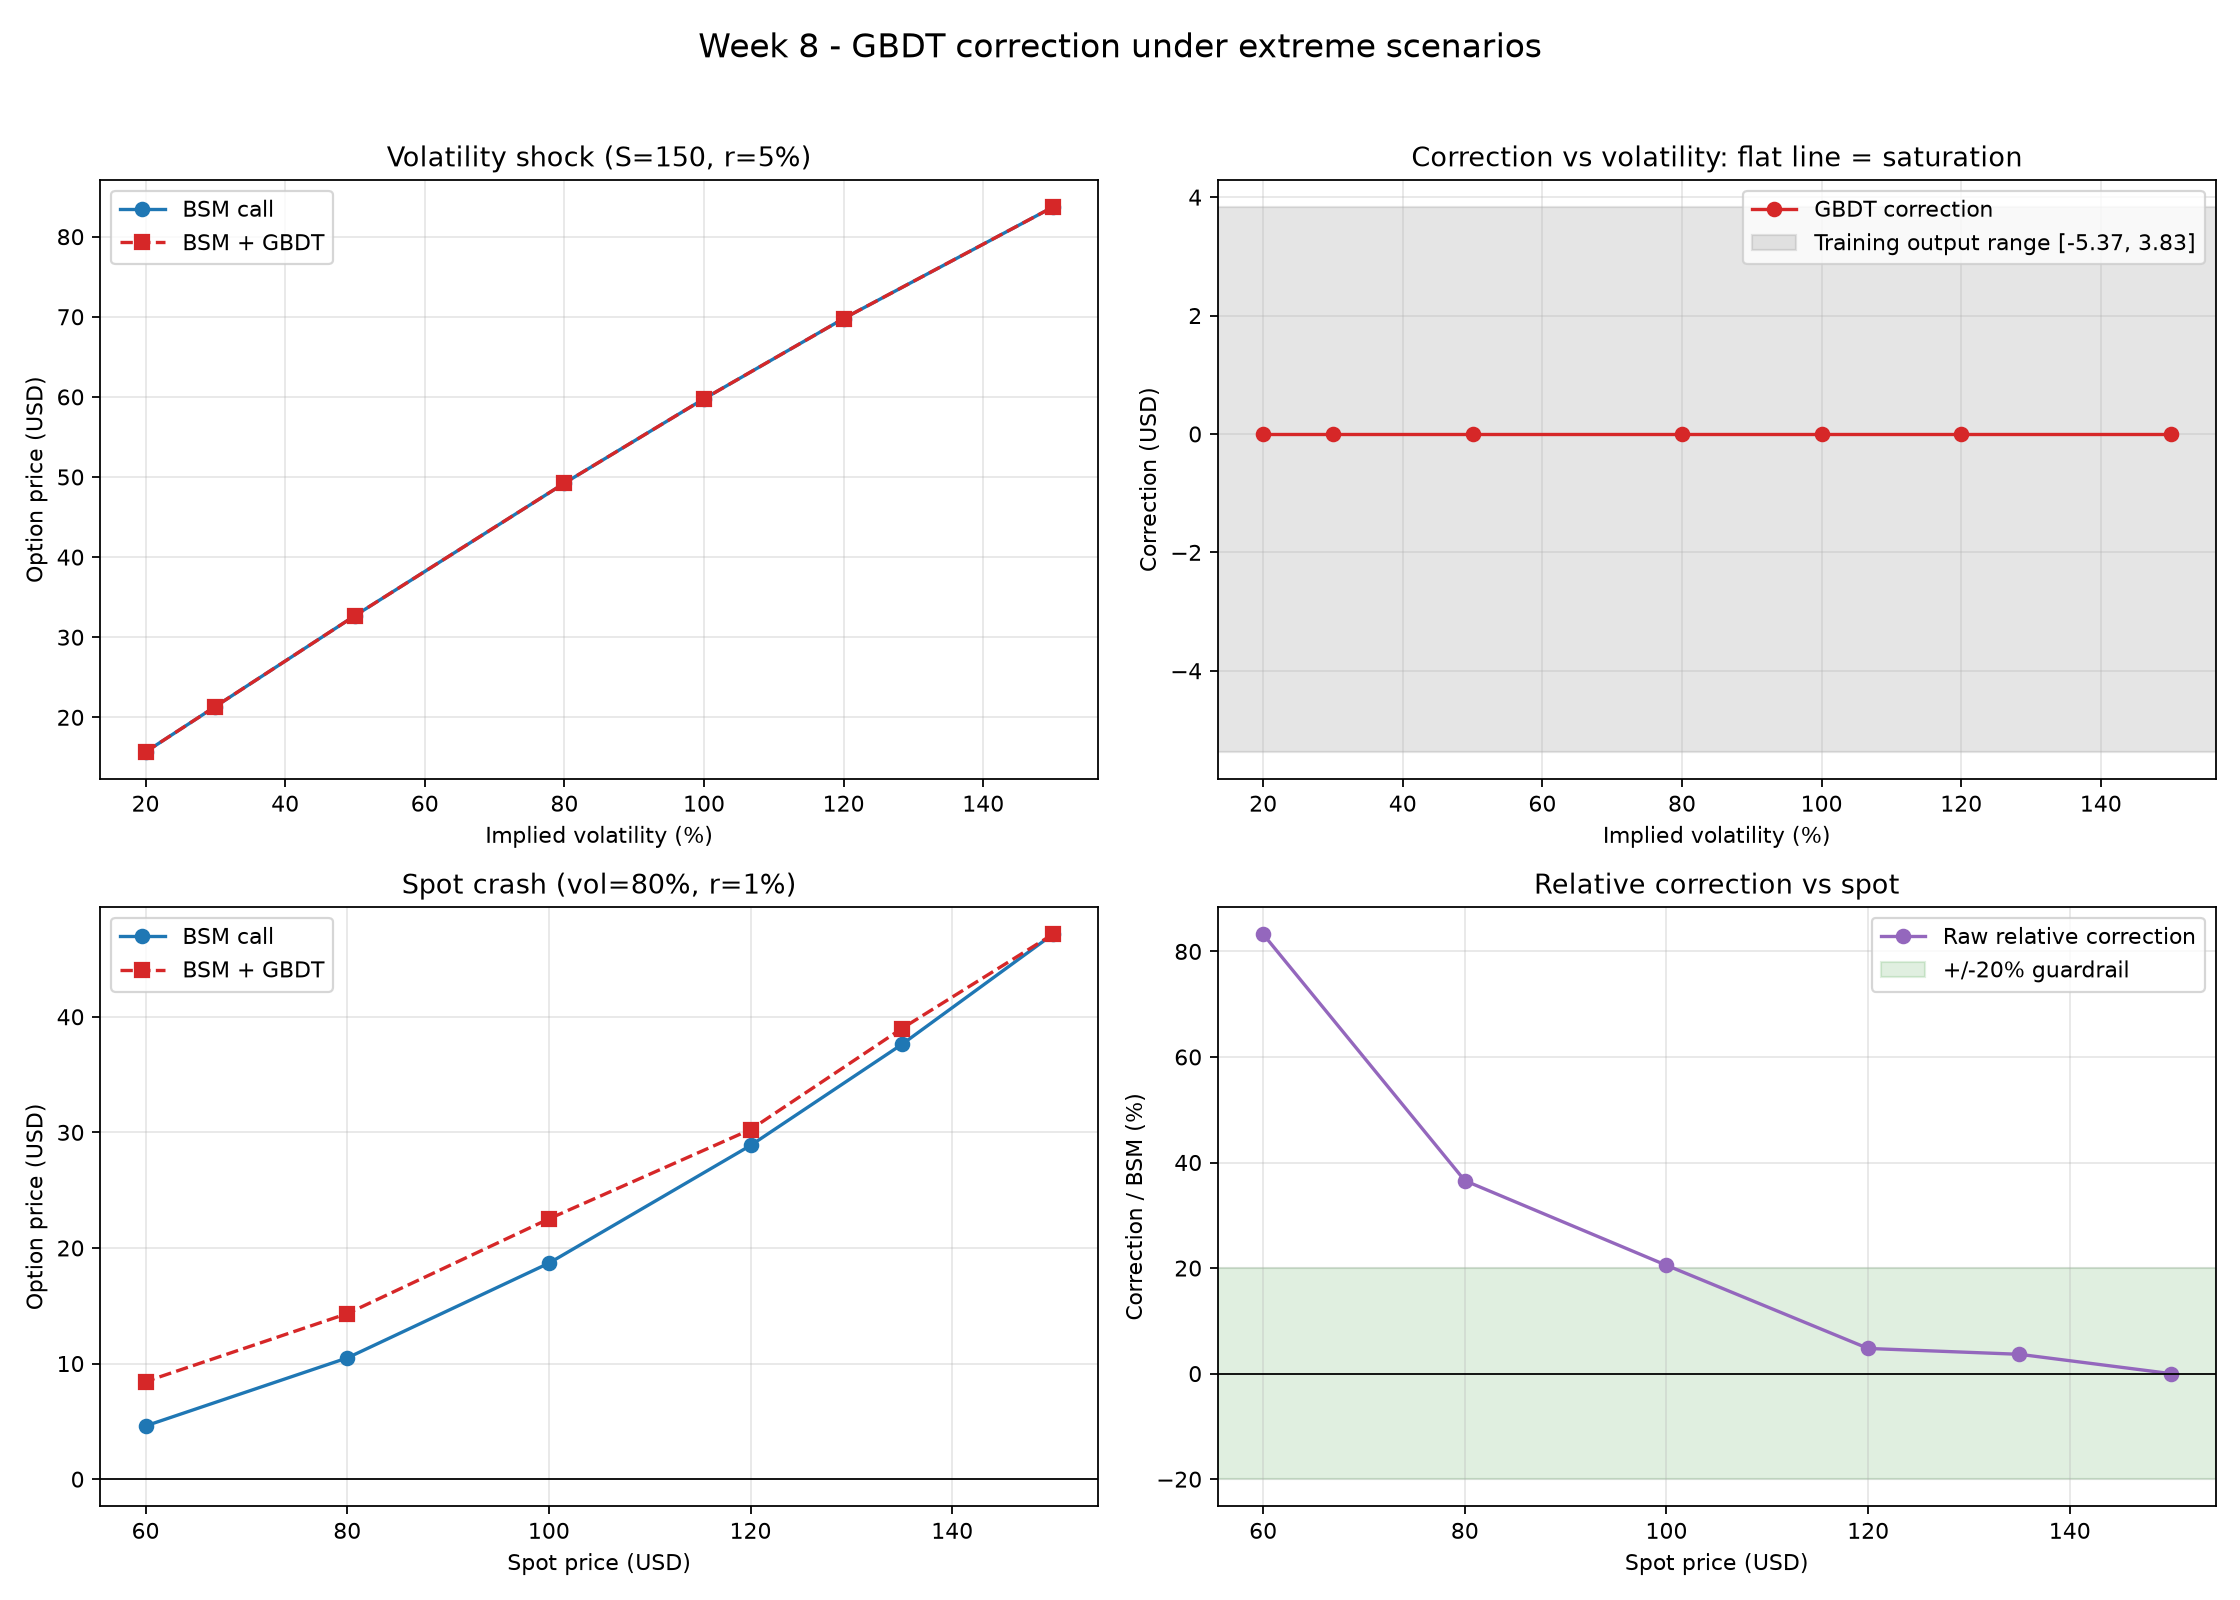 Week 8 - GBDT correction under extreme scenarios
Volatility shock (S=150, r=5%)
BSM call
BSM + GBDT
Option price (USD)
80
70
60
50
40
30
20
20 40 60 80 100 120 140
Implied volatility (%)
Correction vs volatility: flat line = saturation
GBDT correction
Training output range [-5.37, 3.83]
Correction (USD)
4
2
0
−2
−4
20 40 60 80 100 120 140
Implied volatility (%)
Spot crash (vol=80%, r=1%)
BSM call
BSM + GBDT
Option price (USD)
40
30
20
10
0
60 80 100 120 140
Spot price (USD)
Relative correction vs spot
Raw relative correction
+/-20% guardrail
Correction / BSM (%)
80
60
40
20
0
−20
60 80 100 120 140
Spot price (USD)